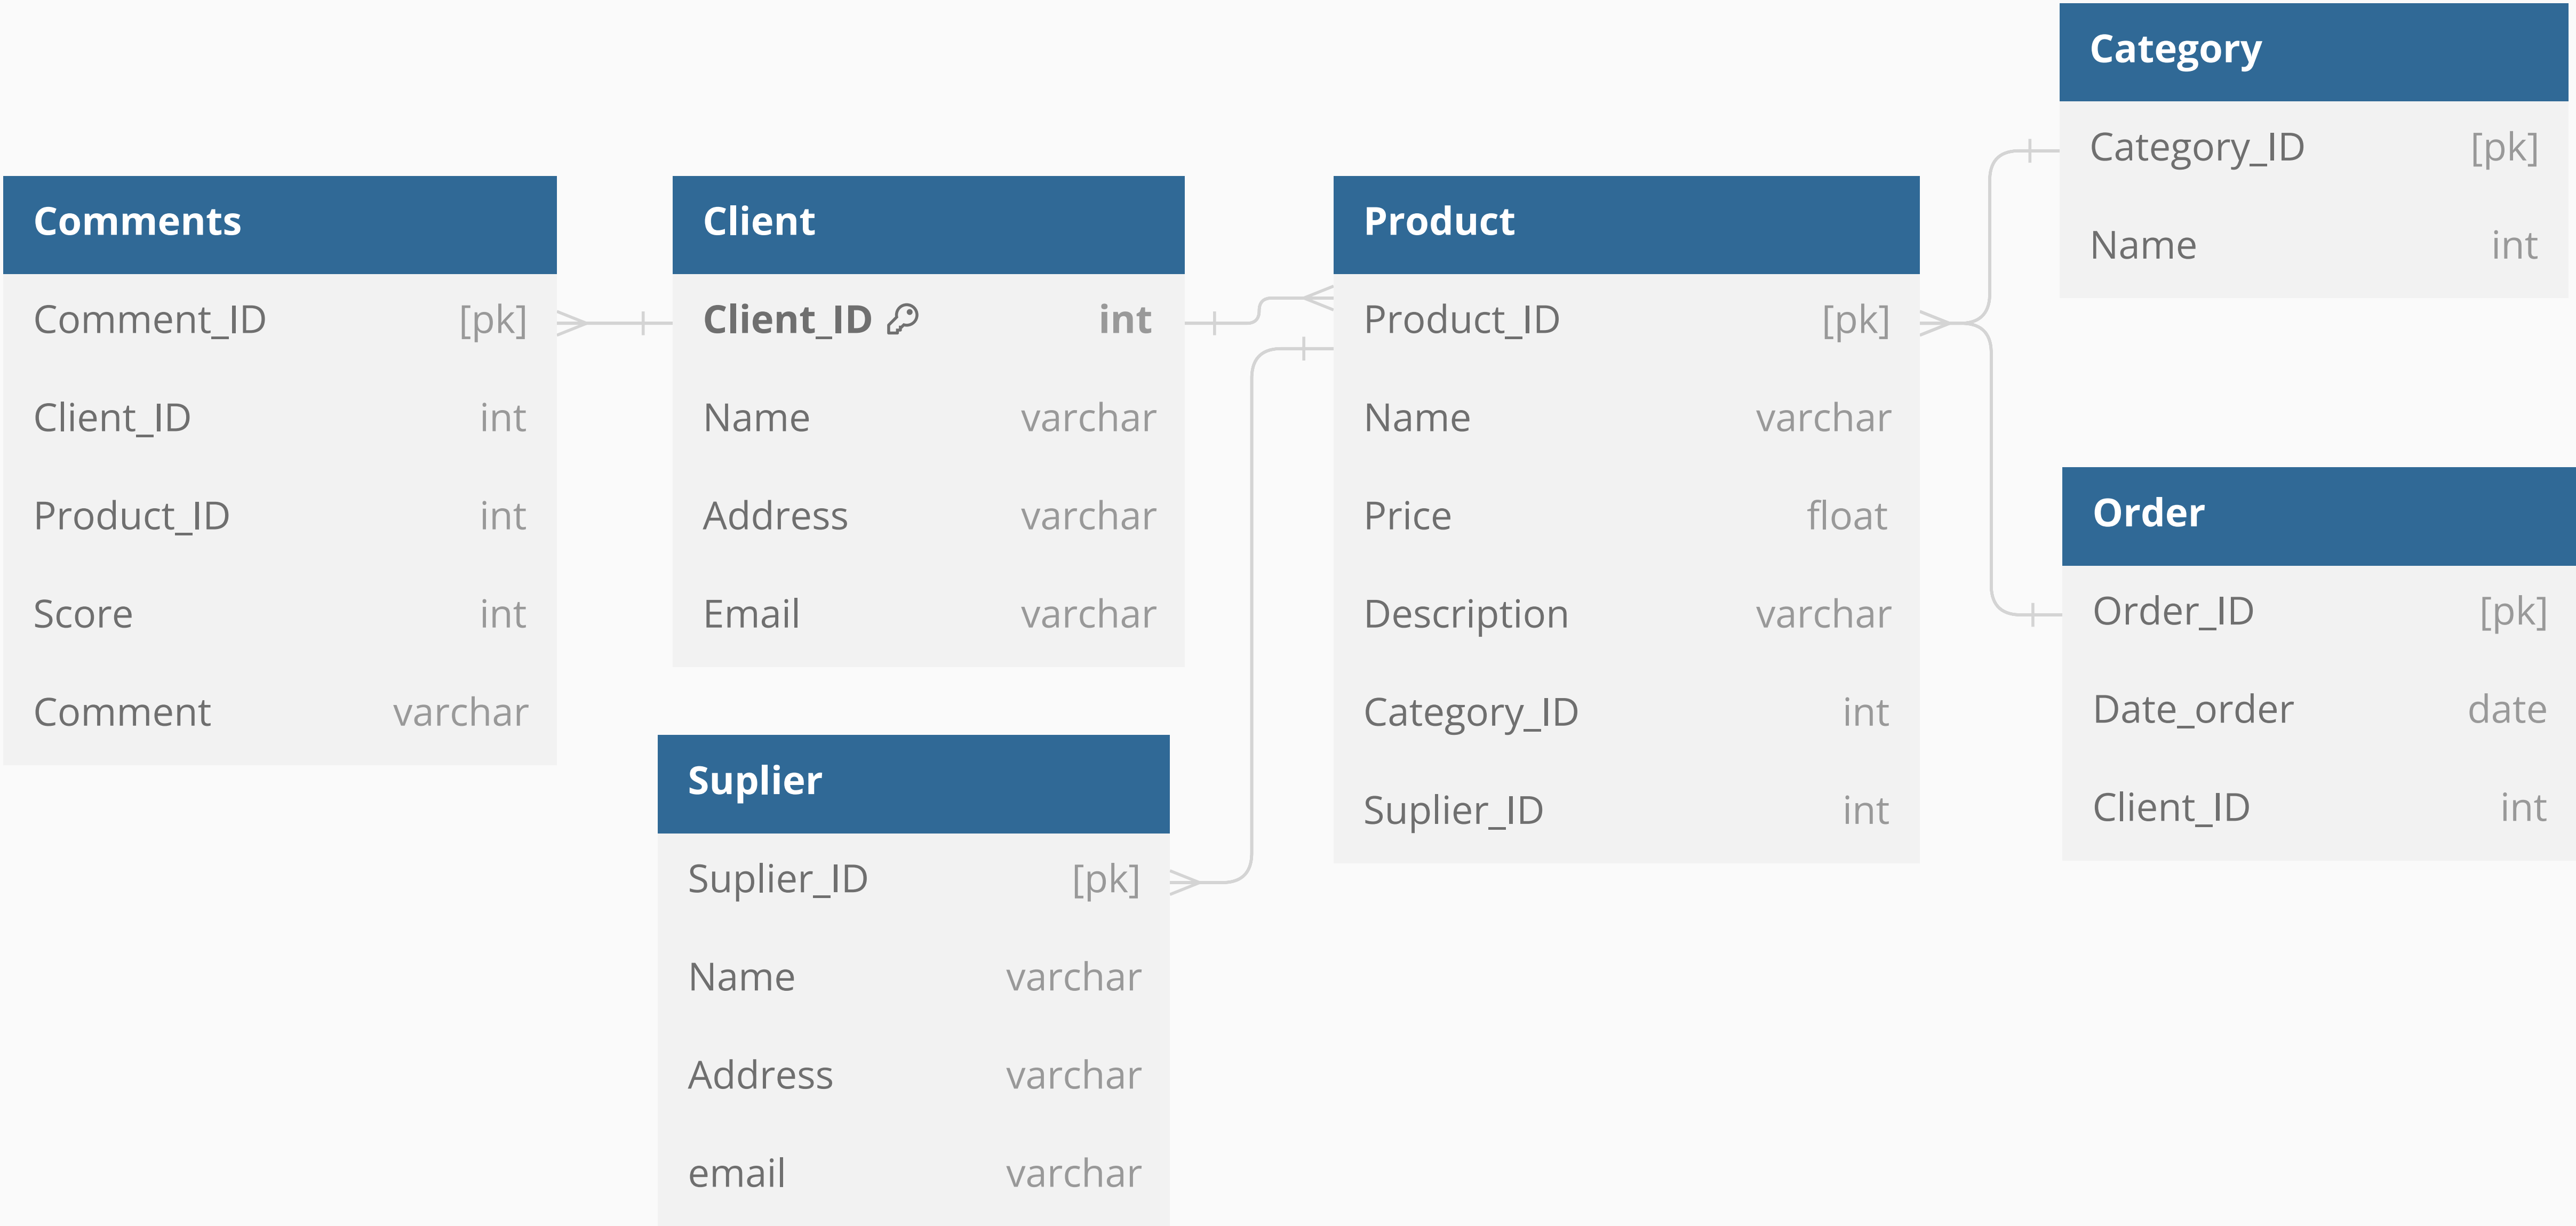 Comments
Comment_ID [pk]
Client_ID int
Product_ID int
Score int
Comment varchar
Client
Client_ID int
Name varchar
Address varchar
Email varchar
Suplier
Suplier_ID [pk]
Name varchar
Address varchar
email varchar
Product
Product_ID [pk]
Name varchar
Price float
Description varchar
Category_ID int
Suplier_ID int
Category
Category_ID [pk]
Name int
Order
Order_ID [pk]
Date_order date
Client_ID int